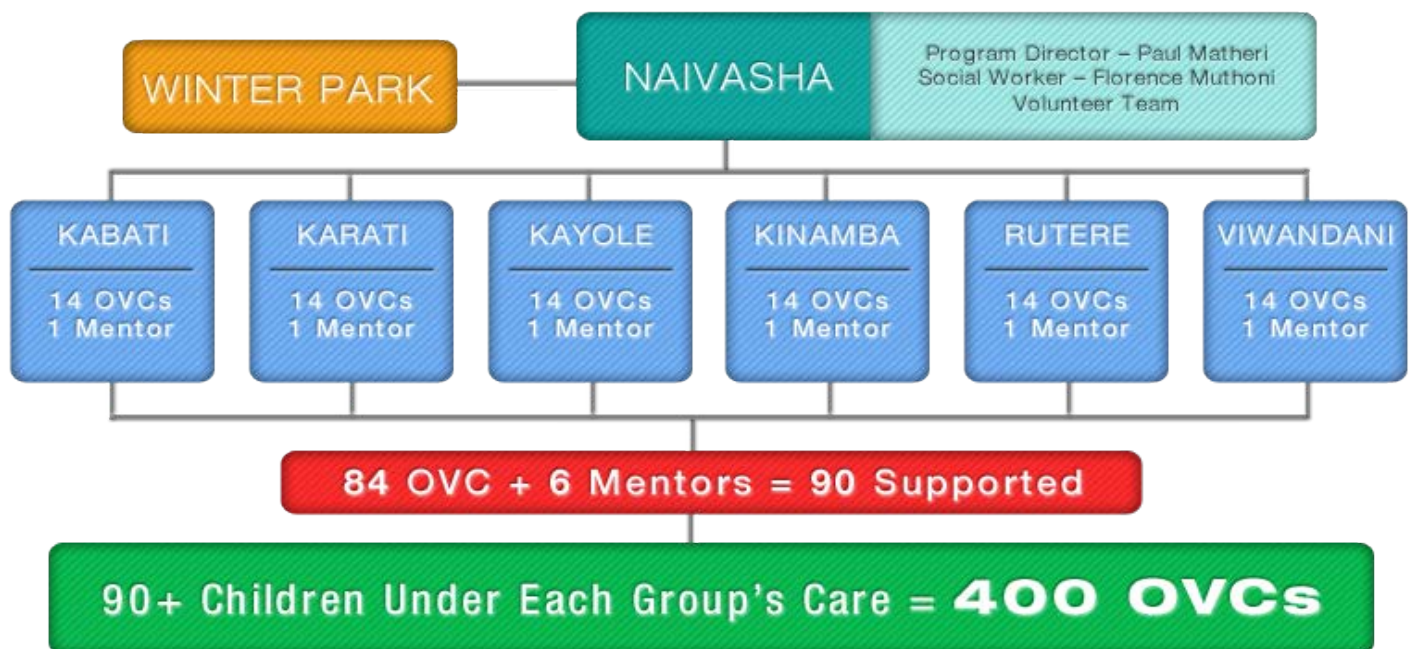 WINTER PARK
NAIVASHA
Program Director – Paul Matheri
Social Worker – Florence Muthoni
Volunteer Team
KABATI
14 OVCs
1 Mentor
KARATI
14 OVCs
1 Mentor
KAYOLE
14 OVCs
1 Mentor
KINAMBA
14 OVCs
1 Mentor
RUTERE
14 OVCs
1 Mentor
VIWANDANI
14 OVCs
1 Mentor
84 OVC + 6 Mentors = 90 Supported
90+ Children Under Each Group's Care = 400 OVCs